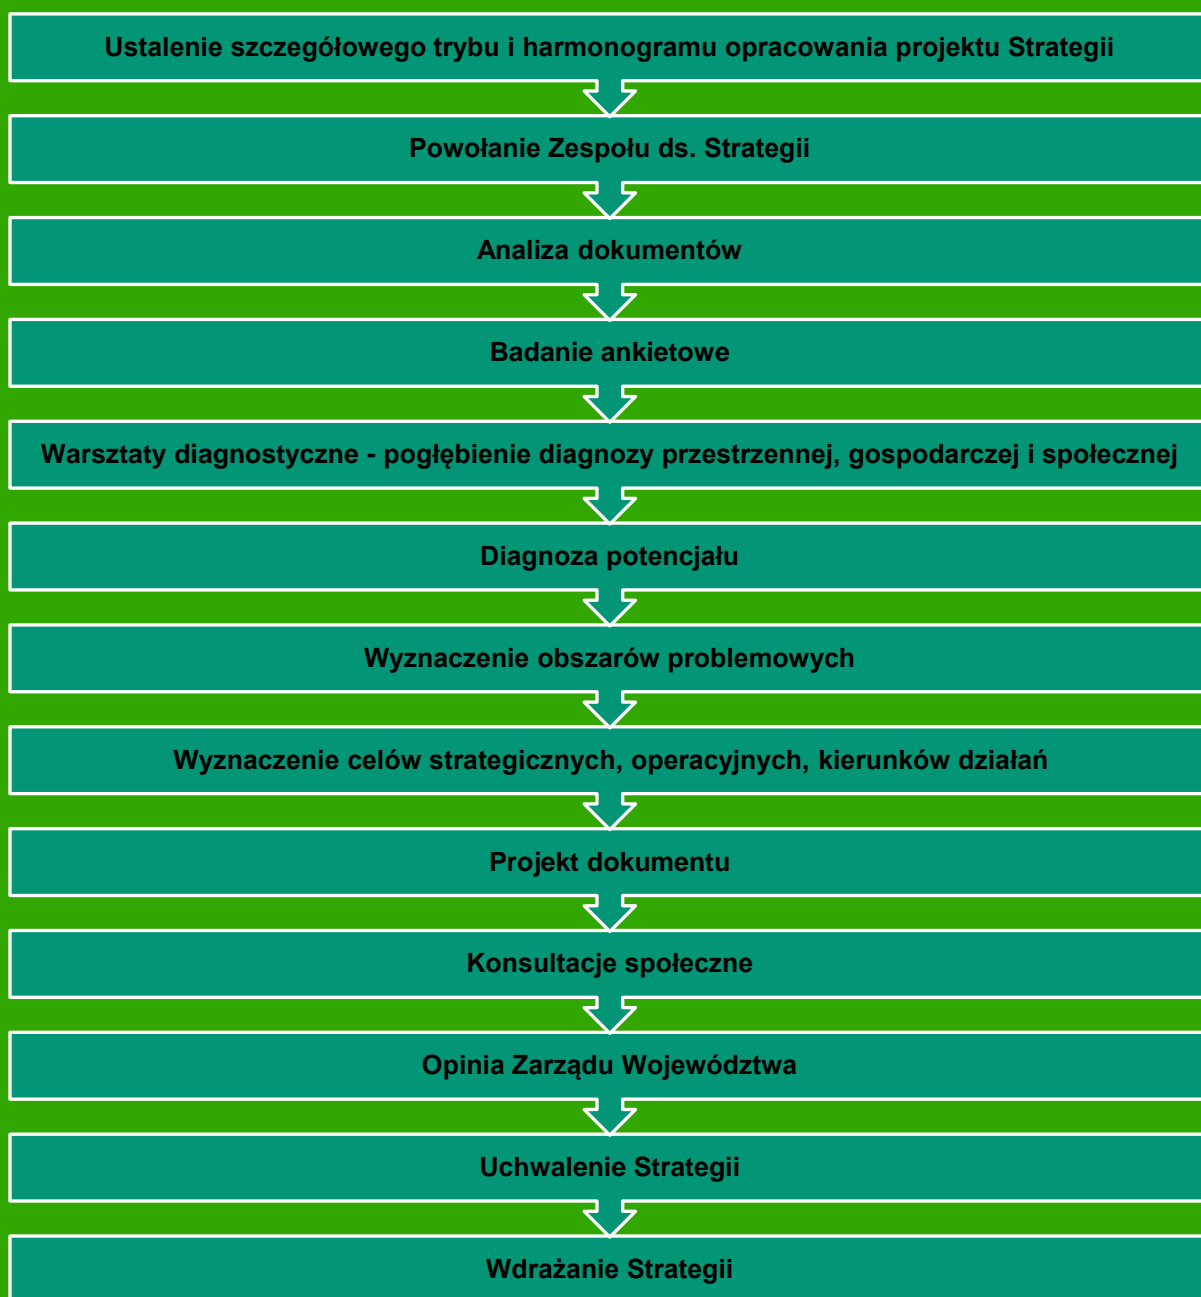 Ustalenie szczegółowego trybu i harmonogramu opracowania projektu Strategii
Powołanie Zespołu ds. Strategii
Analiza dokumentów
Badanie ankietowe
Warsztaty diagnostyczne - pogłębienie diagnozy przestrzennej, gospodarczej i społecznej
Diagnoza potencjału
Wyznaczenie obszarów problemowych
Wyznaczenie celów strategicznych, operacyjnych, kierunków działań
Projekt dokumentu
Konsultacje społeczne
Opinia Zarządu Województwa
Uchwalenie Strategii
Wdrażanie Strategii